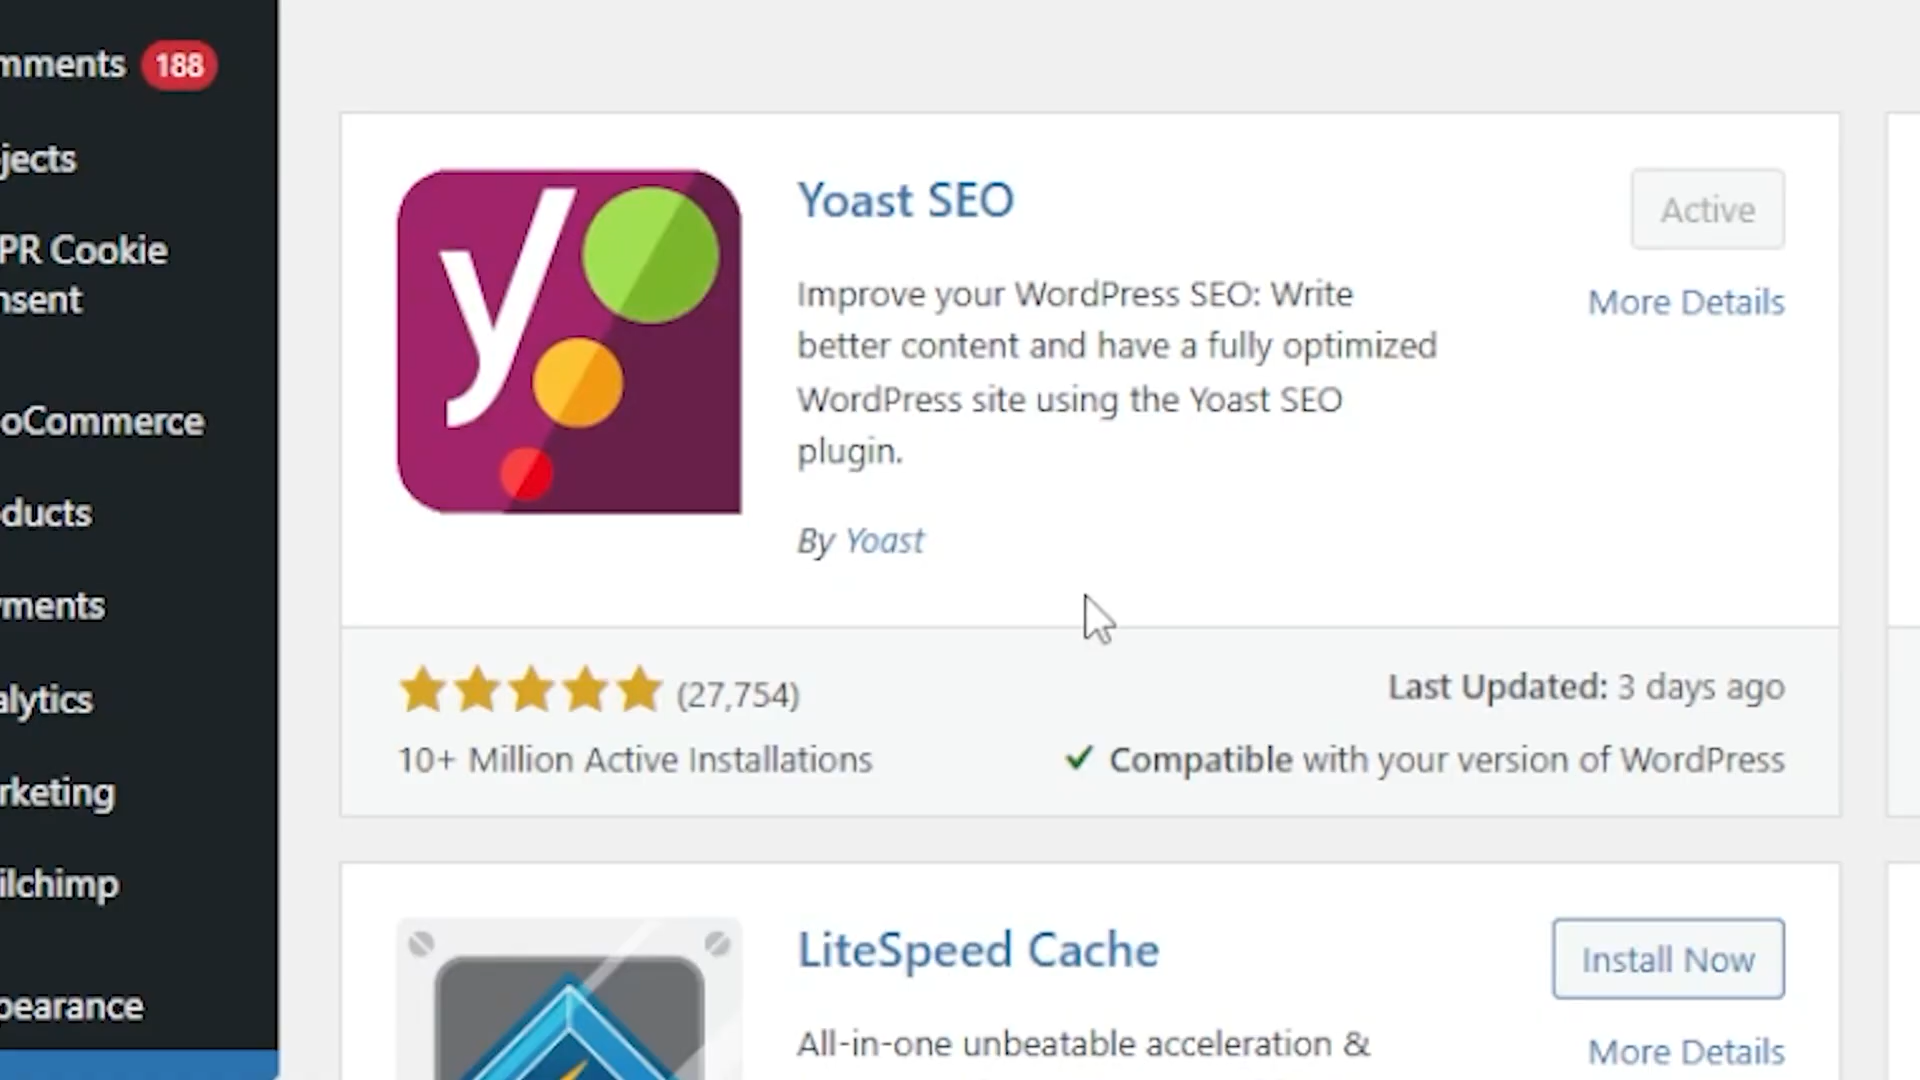 mments 188
jects
PR Cookie
nsent
oCommerce
ducts
yments
alytics
rketing
ilchimp
pearance
y
Yoast SEO
Active
Improve your WordPress SEO: Write
better content and have a fully optimized
WordPress site using the Yoast SEO
plugin.
More Details
By Yoast
(27,754)
Last Updated: 3 days ago
10+ Million Active Installations
Compatible with your version of WordPress
LiteSpeed Cache
Install Now
All-in-one unbeatable acceleration &
More Details